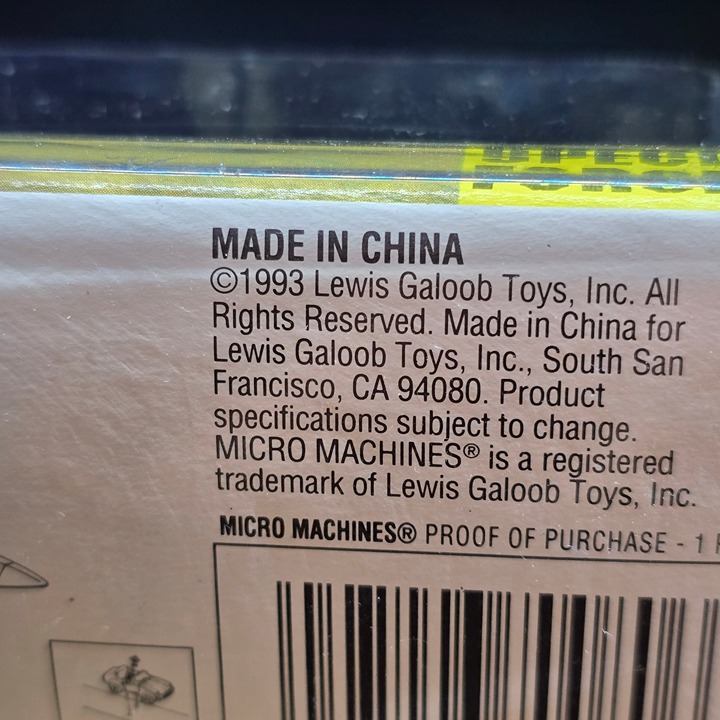 MADE IN CHINA
©1993 Lewis Galoob Toys, Inc. All
Rights Reserved. Made in China for
Lewis Galoob Toys, Inc., South San
Francisco, CA 94080. Product
specifications subject to change.
MICRO MACHINES® is a registered
trademark of Lewis Galoob Toys, Inc.
MICRO MACHINES® PROOF OF PURCHASE - 1